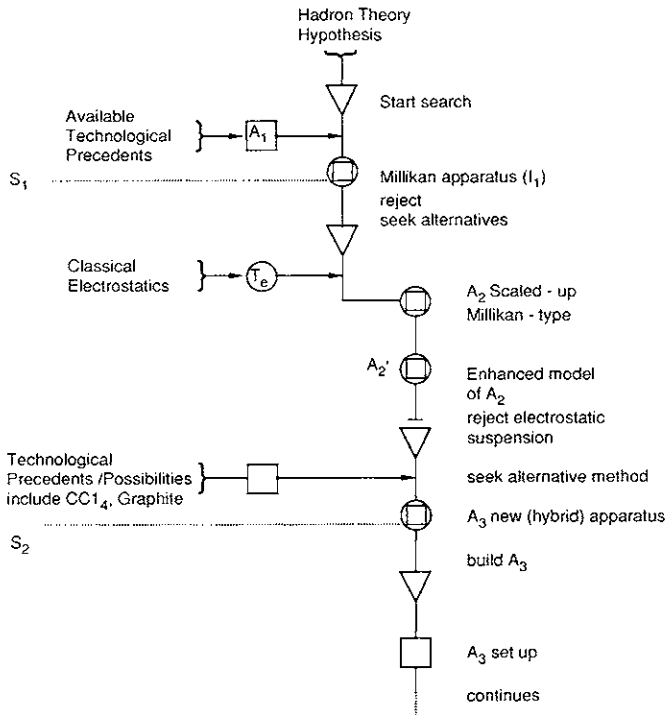 Hadron Theory
Hypothesis
Start search
Available
Technological
Precedents
A₁
S₁
Millikan apparatus (I₁)
reject
seek alternatives
Classical
Electrostatics
Tₑ
A₂ Scaled - up
Millikan - type
A₂'
Enhanced model
of A₂
reject electrostatic
suspension
Technological
Precedents /Possibilities
include CC1₄, Graphite
seek alternative method
A₃ new (hybrid) apparatus
S₂
build A₃
A₃ set up
continues